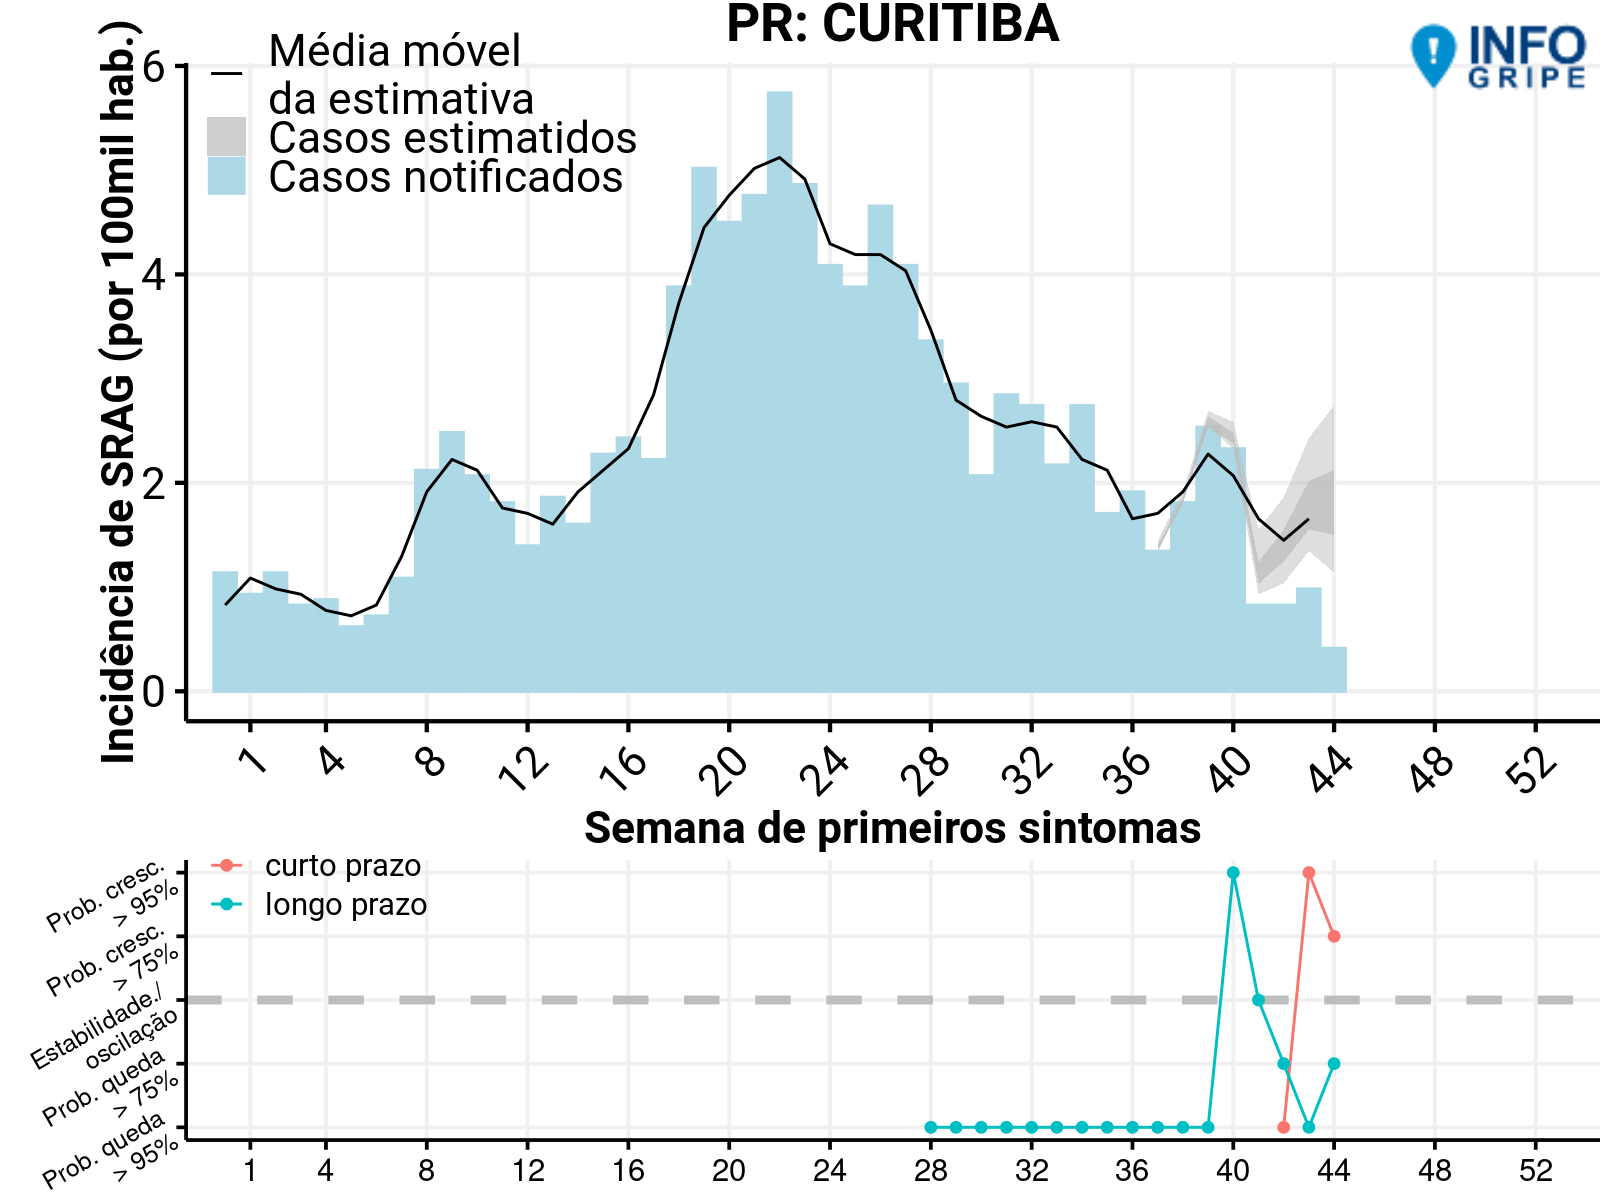 PR: CURITIBA
INFO
GRIPE
Média móvel
da estimativa
Casos estimatidos
Casos notificados
Incidência de SRAG (por 100mil hab.)
6
4
2
0
1 4 8 12 16 20 24 28 32 36 40 44 48 52
Semana de primeiros sintomas
curto prazo
longo prazo
Prob. cresc.
> 95%
Prob. cresc.
> 75%
Estabilidade./
oscilação
Prob. queda
> 75%
Prob. queda
> 95%
1 4 8 12 16 20 24 28 32 36 40 44 48 52